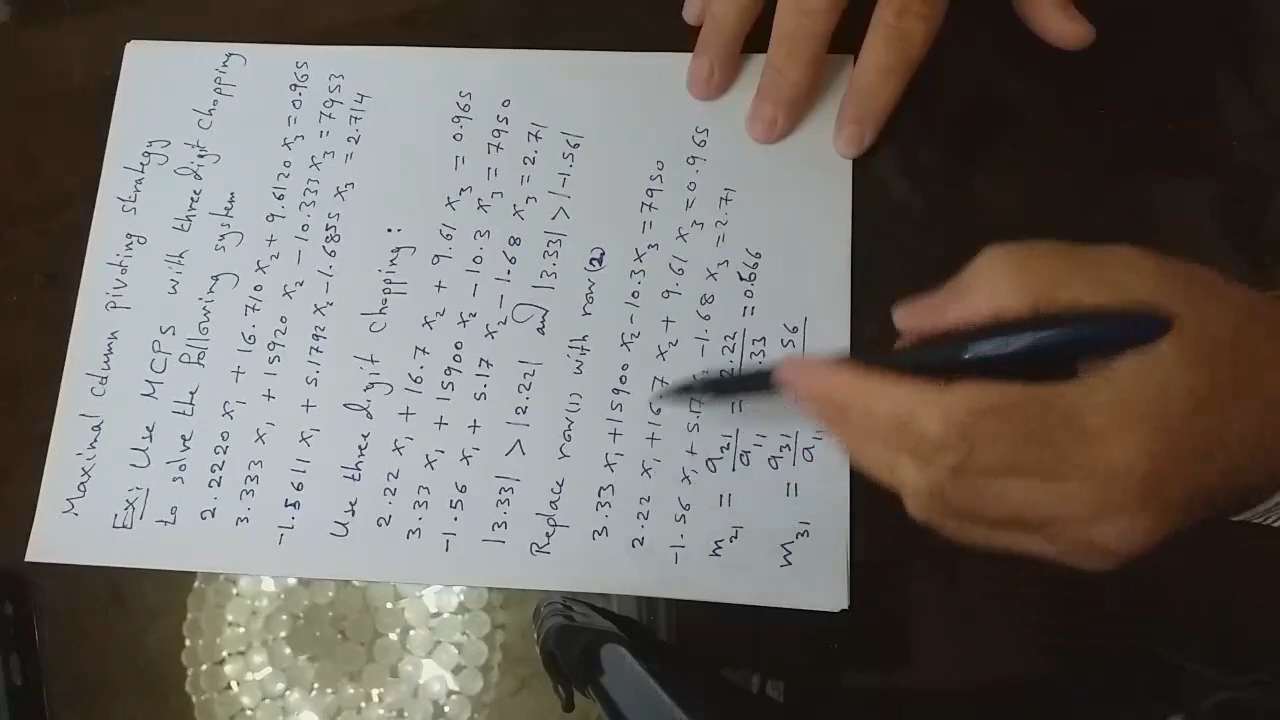 Maximal column pivoting strategy
Ex: Use MCPS with three digit chopping
to solve the following system
2.2220 x₁ + 16.710 x₂ + 9.6120 x₃ = 0.965
3.333 x₁ + 15920 x₂ - 10.333 x₃ = 7953
-1.5611 x₁ + 5.1792 x₂ - 1.6855 x₃ = 2.714
Use three digit chopping:
2.22 x₁ + 16.7 x₂ + 9.61 x₃ = 0.965
3.33 x₁ + 15900 x₂ - 10.3 x₃ = 7950
-1.56 x₁ + 5.17 x₂ - 1.68 x₃ = 2.71
|3.33| > |2.22| and |3.33| > |-1.56|
Replace row(1) with row(2)
3.33 x₁ + 15900 x₂ - 10.3 x₃ = 7950
2.22 x₁ + 16.7 x₂ + 9.61 x₃ = 0.965
-1.56 x₁ + 5.17 - 1.68 x₃ = 2.71
m₂₁ = a₂₁/a₁₁ = 2.22/.33 = 0.666
m₃₁ = a₃₁/a₁₁ 56